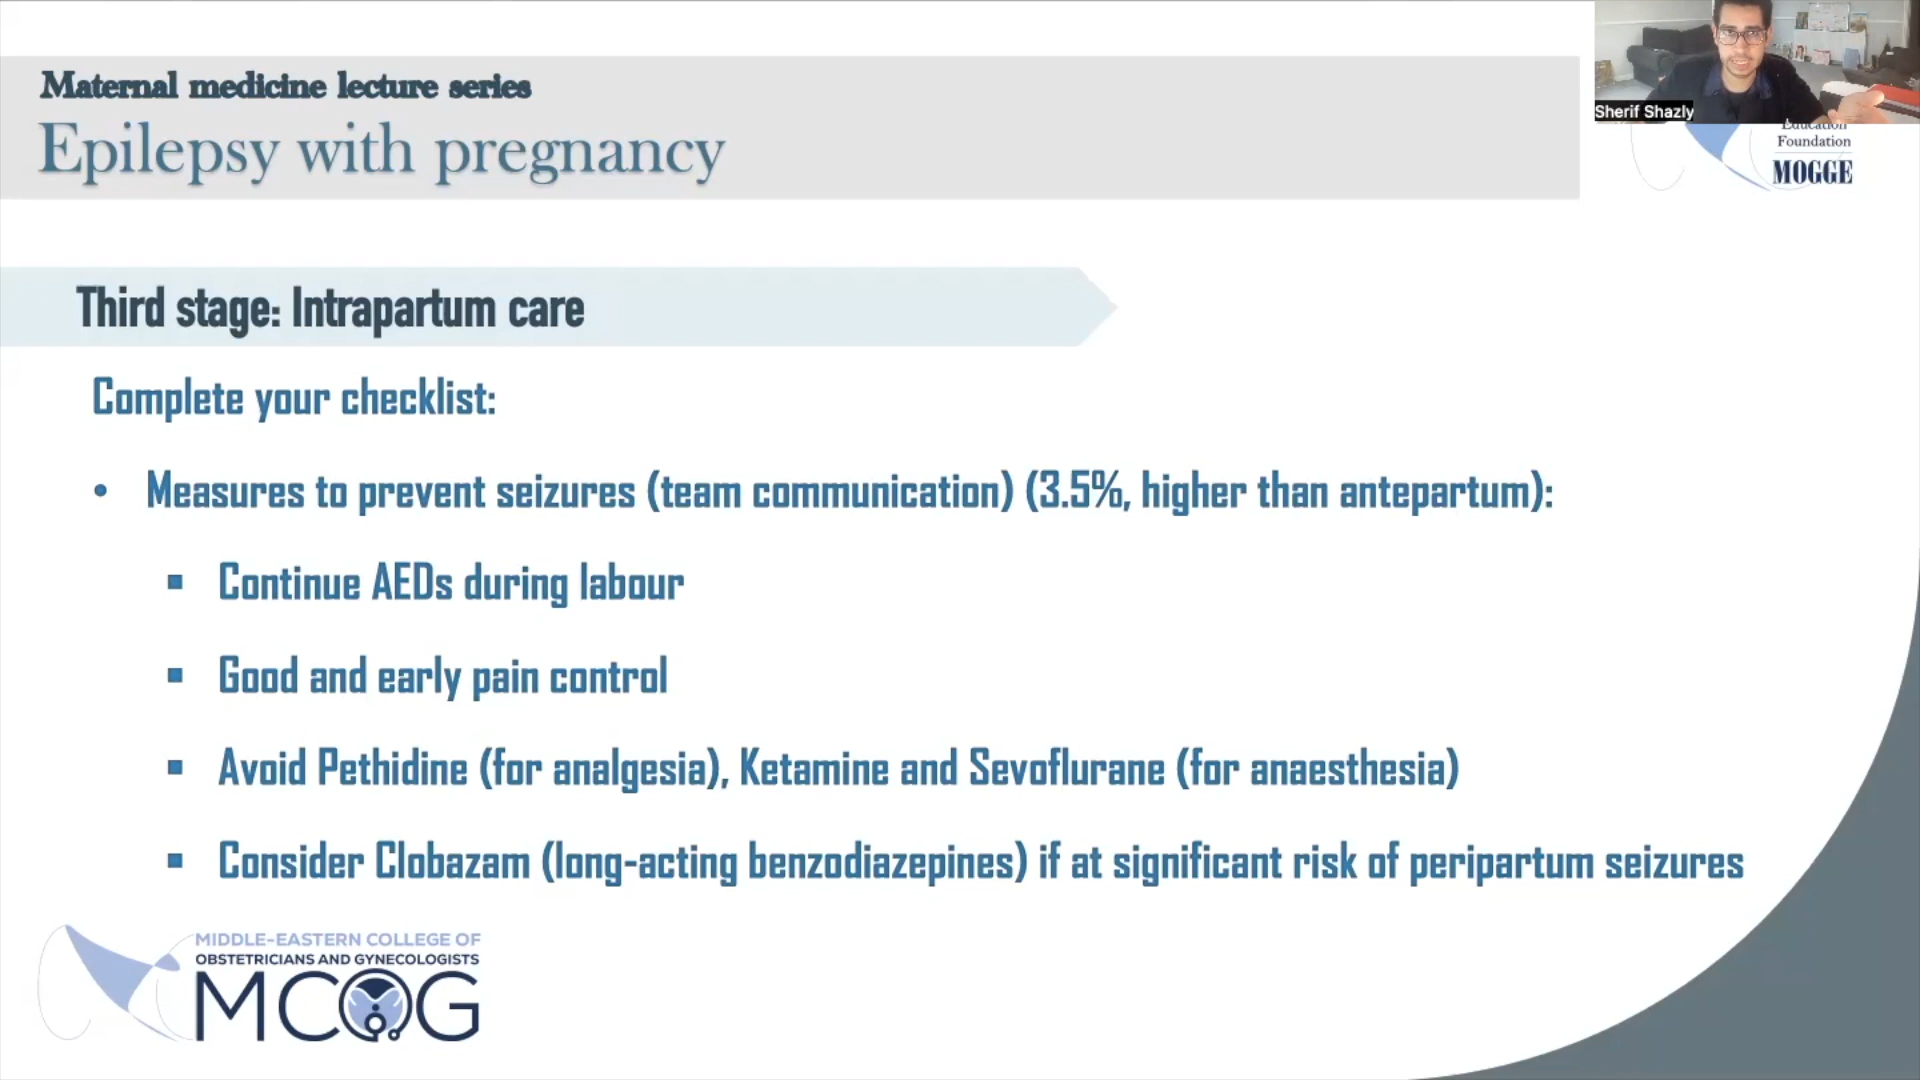 Maternal medicine lecture series
Epilepsy with pregnancy
Sherif Shazly
Education
Foundation
MOGGE
Third stage: Intrapartum care
Complete your checklist:
• Measures to prevent seizures (team communication) (3.5%, higher than antepartum):
▪ Continue AEDs during labour
▪ Good and early pain control
▪ Avoid Pethidine (for analgesia), Ketamine and Sevoflurane (for anaesthesia)
▪ Consider Clobazam (long-acting benzodiazepines) if at significant risk of peripartum seizures
MIDDLE-EASTERN COLLEGE OF
OBSTETRICIANS AND GYNECOLOGISTS
MCOG